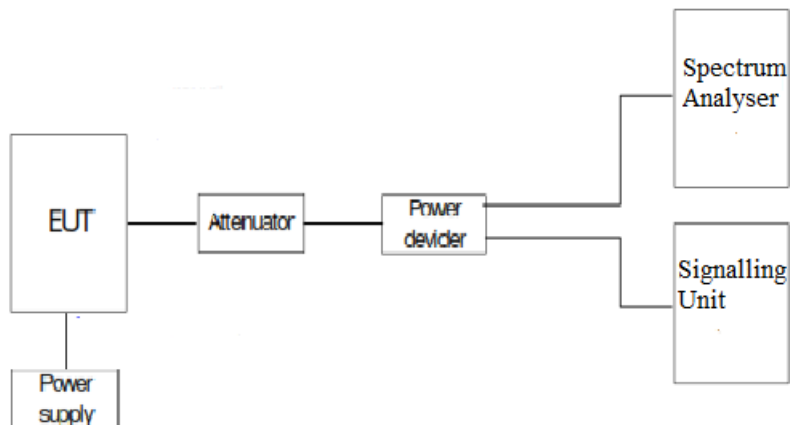 Spectrum
Analyser
EUT
Attenuator
Power
devider
Signalling
Unit
Power
supply